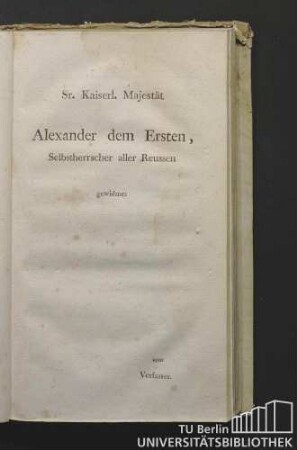 Sr. Kaiserl. Majestät
Alexander dem Ersten,
Selbstherrscher aller Reussen
gewidmet
vom
Verfasser.
TU Berlin
UNIVERSITÄTSBIBLIOTHEK